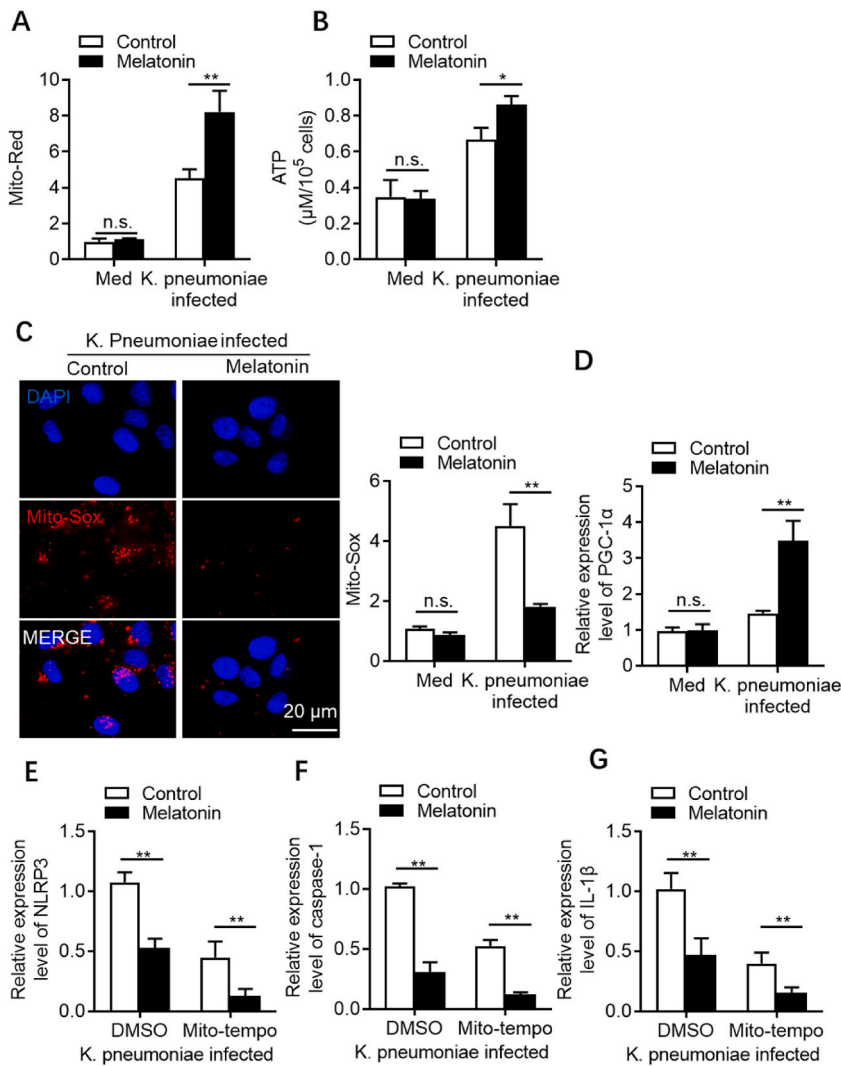 A
Control
Melatonin
Mito-Red
10
8
6
4
2
0
n.s.
**
Med
K. pneumoniae
infected
B
Control
Melatonin
ATP
(μM/10⁵ cells)
1.0
0.8
0.6
0.4
0.2
0.0
n.s.
*
Med
K. pneumoniae
infected
C
K. Pneumoniae infected
Control
Melatonin
DAPI
Mito-Sox
MERGE
20 μm
Control
Melatonin
Mito-Sox
6
4
2
0
n.s.
**
Med
K. pneumoniae
infected
D
Control
Melatonin
Relative expression
level of PGC-1α
5
4
3
2
1
0
n.s.
**
Med
K. pneumoniae
infected
E
Control
Melatonin
Relative expression
level of NLRP3
1.5
1.0
0.5
0.0
**
**
DMSO
Mito-tempo
K. pneumoniae infected
F
Control
Melatonin
Relative expression
level of caspase-1
1.5
1.0
0.5
0.0
**
**
DMSO
Mito-tempo
K. pneumoniae infected
G
Control
Melatonin
Relative expression
level of IL-1β
1.5
1.0
0.5
0.0
**
**
DMSO
Mito-tempo
K. pneumoniae infected